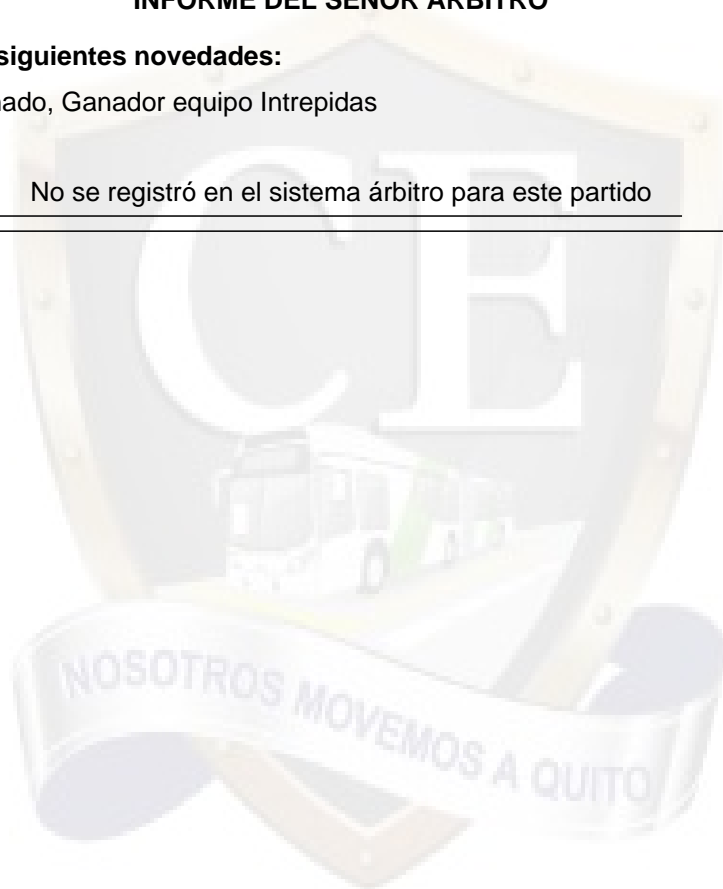 INFORME DEL SEÑOR ÁRBITRO
siguientes novedades:
nado, Ganador equipo Intrepidas
No se registró en el sistema árbitro para este partido
CE
NOSOTROS MOVEMOS A QUITO